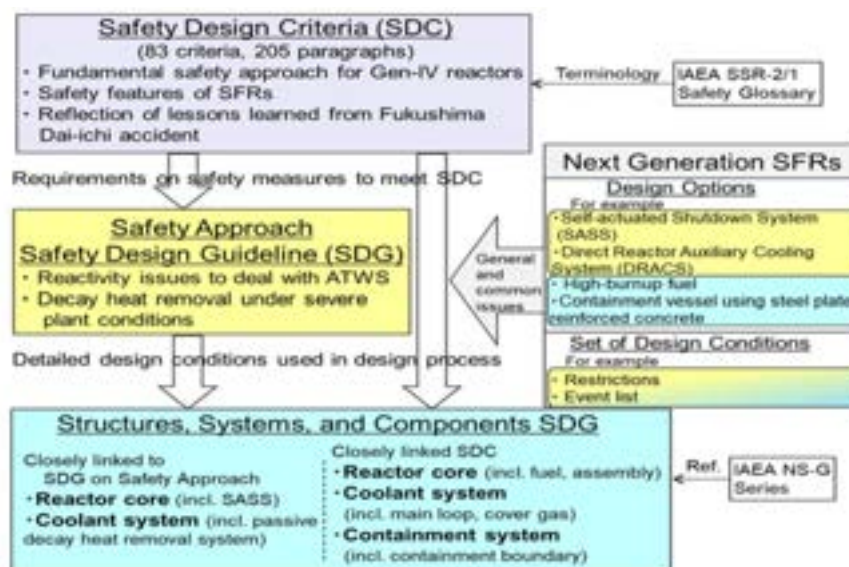 Safety Design Criteria (SDC)
(83 criteria, 205 paragraphs)
・Fundamental safety approach for Gen-IV reactors
・Safety features of SFRs
・Reflection of lessons learned from Fukushima
Dai-ichi accident
Terminology
IAEA SSR-2/1
Safety Glossary
Requirements on safety measures to meet SDC
Safety Approach
Safety Design Guideline (SDG)
・Reactivity issues to deal with ATWS
・Decay heat removal under severe
plant conditions
General
and
common
issues
Next Generation SFRs
Design Options
For example
・Self-actuated Shutdown System
(SASS)
・Direct Reactor Auxiliary Cooling
System (DRACS)
・High-burnup fuel
・Containment vessel using steel plate
reinforced concrete
Set of Design Conditions
For example
・Restrictions
・Event list
Detailed design conditions used in design process
Structures, Systems, and Components SDG
Closely linked to
SDG on Safety Approach
・Reactor core (incl. SASS)
・Coolant system (incl. passive
decay heat removal system)
Closely linked SDC
・Reactor core (incl. fuel, assembly)
・Coolant system
(incl. main loop, cover gas)
・Containment system
(incl. containment boundary)
Ref.
IAEA NS-G
Series